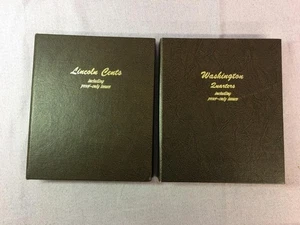 Lincoln Cents
including
proof-only issues
Washington
Quarters
including
proof-only issues